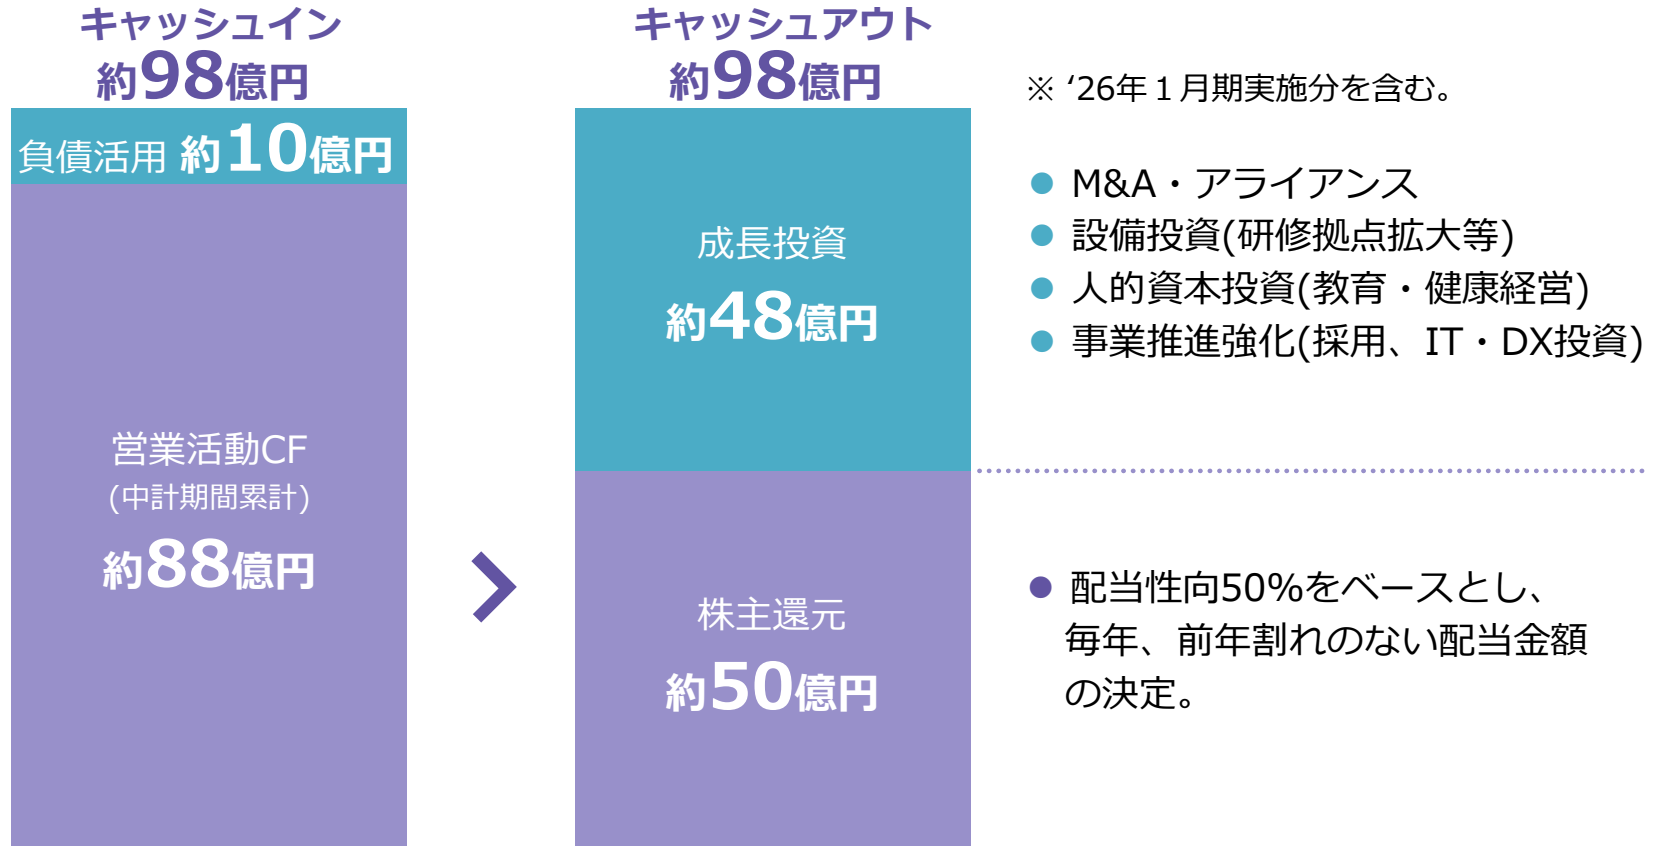 キャッシュイン
約98億円
負債活用 約10億円
営業活動CF
(中計期間累計)
約88億円
キャッシュアウト
約98億円
成長投資
約48億円
株主還元
約50億円
※ ‘26年１月期実施分を含む。
● M&A・アライアンス
● 設備投資(研修拠点拡大等)
● 人的資本投資(教育・健康経営)
● 事業推進強化(採用、IT・DX投資)
● 配当性向50%をベースとし、
毎年、前年割れのない配当金額
の決定。